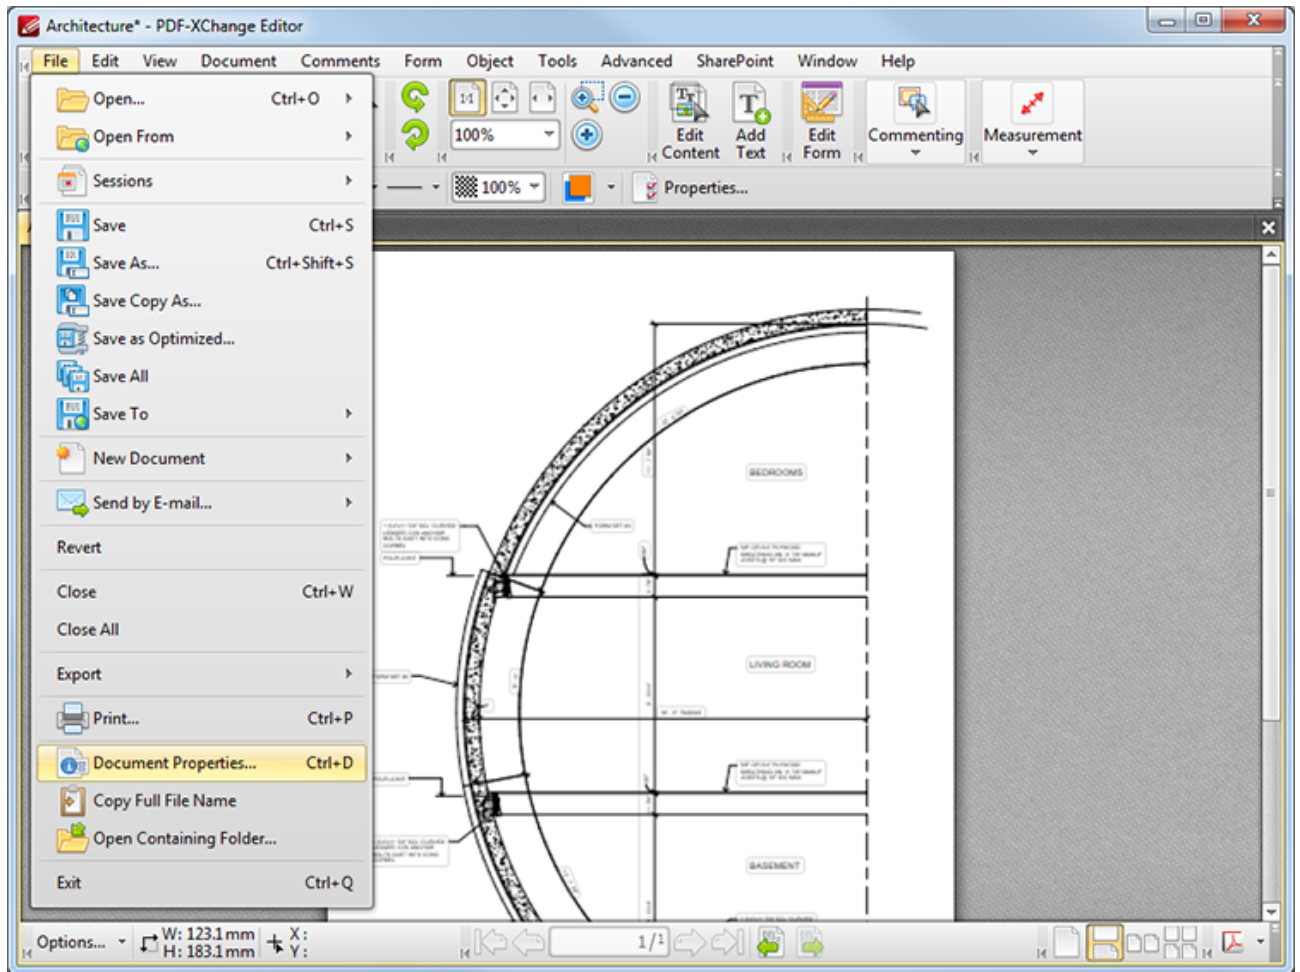 Architecture* - PDF-XChange Editor
File Edit View Document Comments Form Object Tools Advanced SharePoint Window Help
Open... Ctrl+O
Open From
Sessions
Save Ctrl+S
Save As... Ctrl+Shift+S
Save Copy As...
Save as Optimized...
Save All
Save To
New Document
Send by E-mail...
Revert
Close Ctrl+W
Close All
Export
Print... Ctrl+P
Document Properties... Ctrl+D
Copy Full File Name
Open Containing Folder...
Exit Ctrl+Q
1:1
100%
Edit Content
Add Text
Edit Form
Commenting
Measurement
100%
Properties...
BEDROOMS
LIVING ROOM
BASEMENT
Options...
W: 123.1 mm
H: 183.1 mm
X:
Y:
1/1